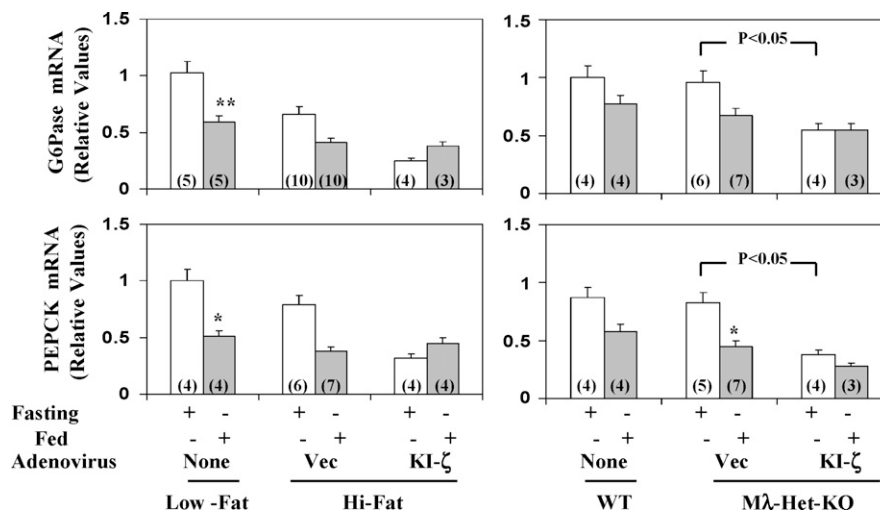 G6Pase mRNA
(Relative Values)
1.5
1
0.5
0
**
(5) (5) (10) (10) (4) (3)
1.5
1
0.5
0
P<0.05
(4) (4) (6) (7) (4) (3)
PEPCK mRNA
(Relative Values)
1.5
1
0.5
0
*
(4) (4) (6) (7) (4) (4)
1.5
1
0.5
0
P<0.05
*
(4) (4) (5) (7) (4) (3)
Fasting + - + - + - + - + - + -
Fed - + - + - + - + - + - +
Adenovirus None Vec KI-ζ None Vec KI-ζ
Low -Fat Hi-Fat WT Mλ-Het-KO